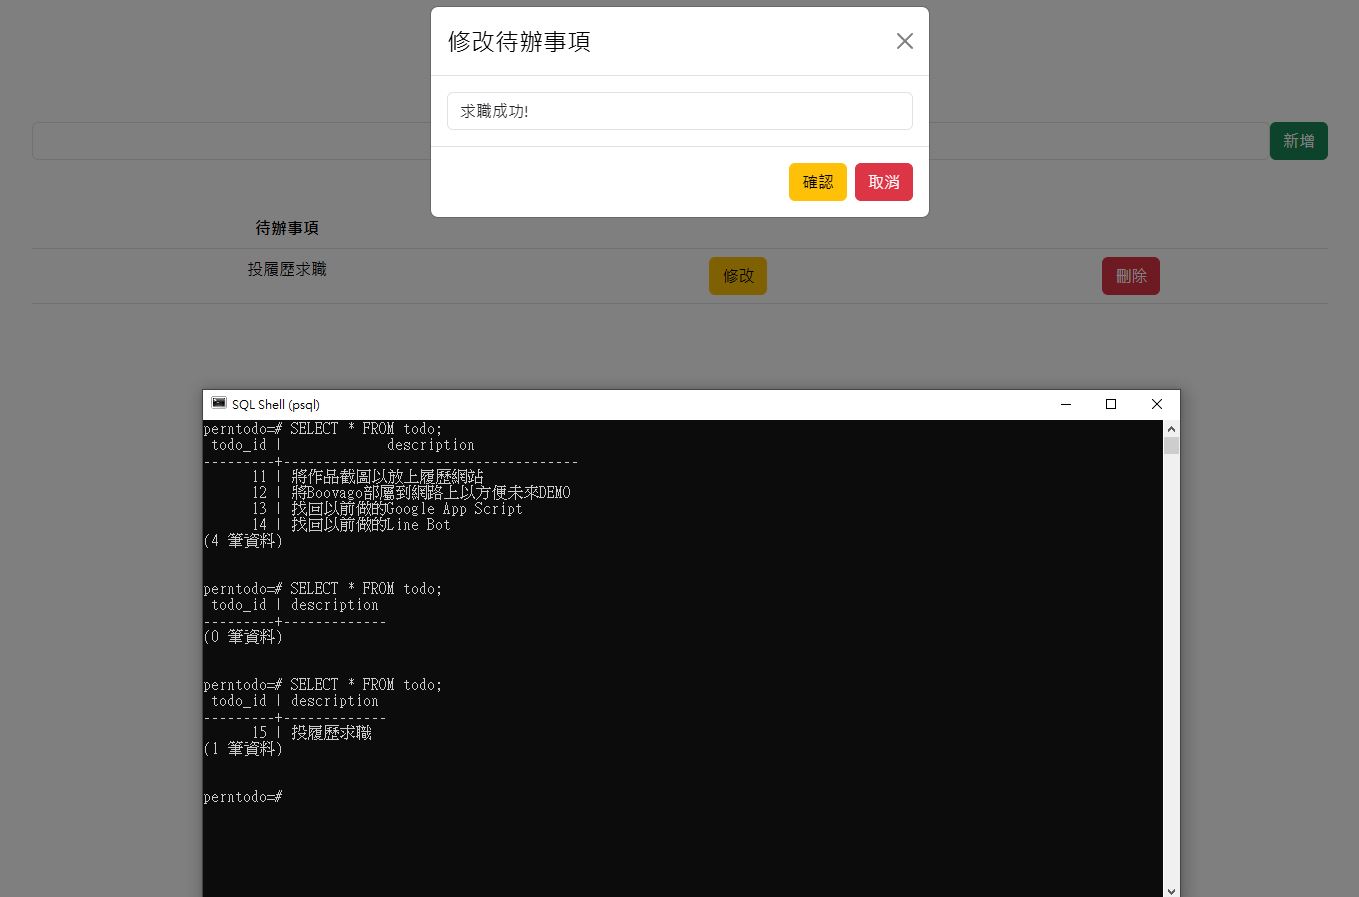 修改待辦事項
求職成功!
新增
確認 取消
待辦事項
投履歷求職 修改 刪除
SQL Shell (psql)
perntodo=# SELECT * FROM todo;
todo_id | description
---------+-------------------------------------
11 | 將作品截圖以放上履歷網站
12 | 將Boovago部屬到網路上以方便未來DEMO
13 | 找回以前做的Google App Script
14 | 找回以前做的Line Bot
(4 筆資料)
perntodo=# SELECT * FROM todo;
todo_id | description
---------+-------------
(0 筆資料)
perntodo=# SELECT * FROM todo;
todo_id | description
---------+-------------
15 | 投履歷求職
(1 筆資料)
perntodo=#